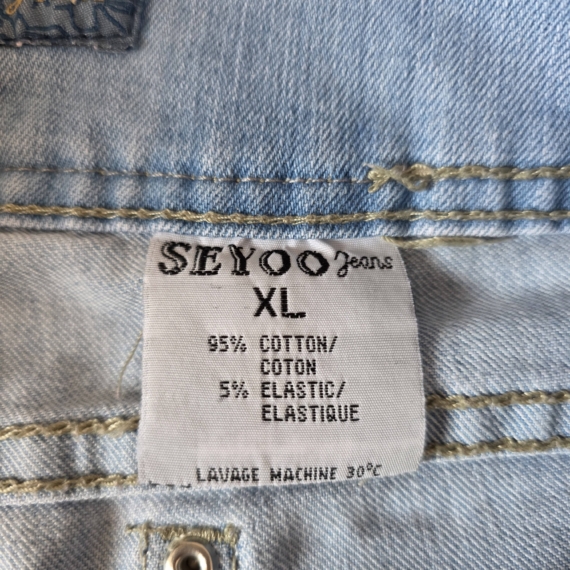 SEYOO Jeans
XL
95% COTTON/
COTON
5% ELASTIC/
ELASTIQUE
LAVAGE MACHINE 30°C